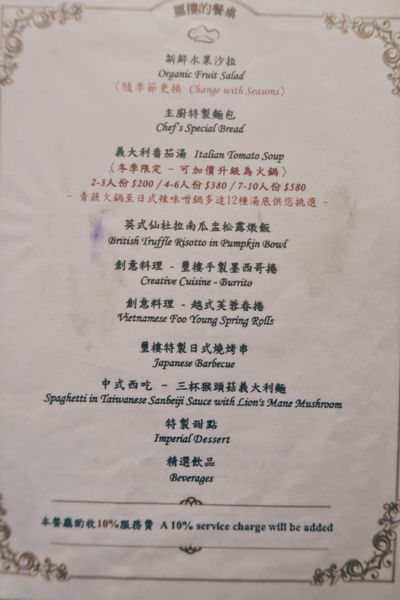 璽樓的餐桌
新鮮水果沙拉
Organic Fruit Salad
〈隨季節更換 Change with Seasons〉
主廚特製麵包
Chef's Special Bread
義大利番茄湯 Italian Tomato Soup
〈冬季限定 - 可加價升級為火鍋〉
2-3人份 $200 / 4-6人份 $380 / 7-10人份 $580
- 青蔬火鍋至日式辣味噌鍋多達12種湯底供您挑選 -
英式仙杜拉南瓜盅松露燉飯
British Truffle Risotto in Pumpkin Bowl
創意料理 - 璽樓手製墨西哥捲
Creative Cuisine - Burrito
創意料理 - 越式芙蓉香捲
Vietnamese Foo Young Spring Rolls
璽樓特製日式燒烤串
Japanese Barbecue
中式西吃 - 三杯猴頭菇義大利麵
Spaghetti in Taiwanese Sanbeiji Sauce with Lion's Mane Mushroom
特製甜點
Imperial Dessert
精選飲品
Beverages
本餐廳酌收10%服務費 A 10% service charge will be added